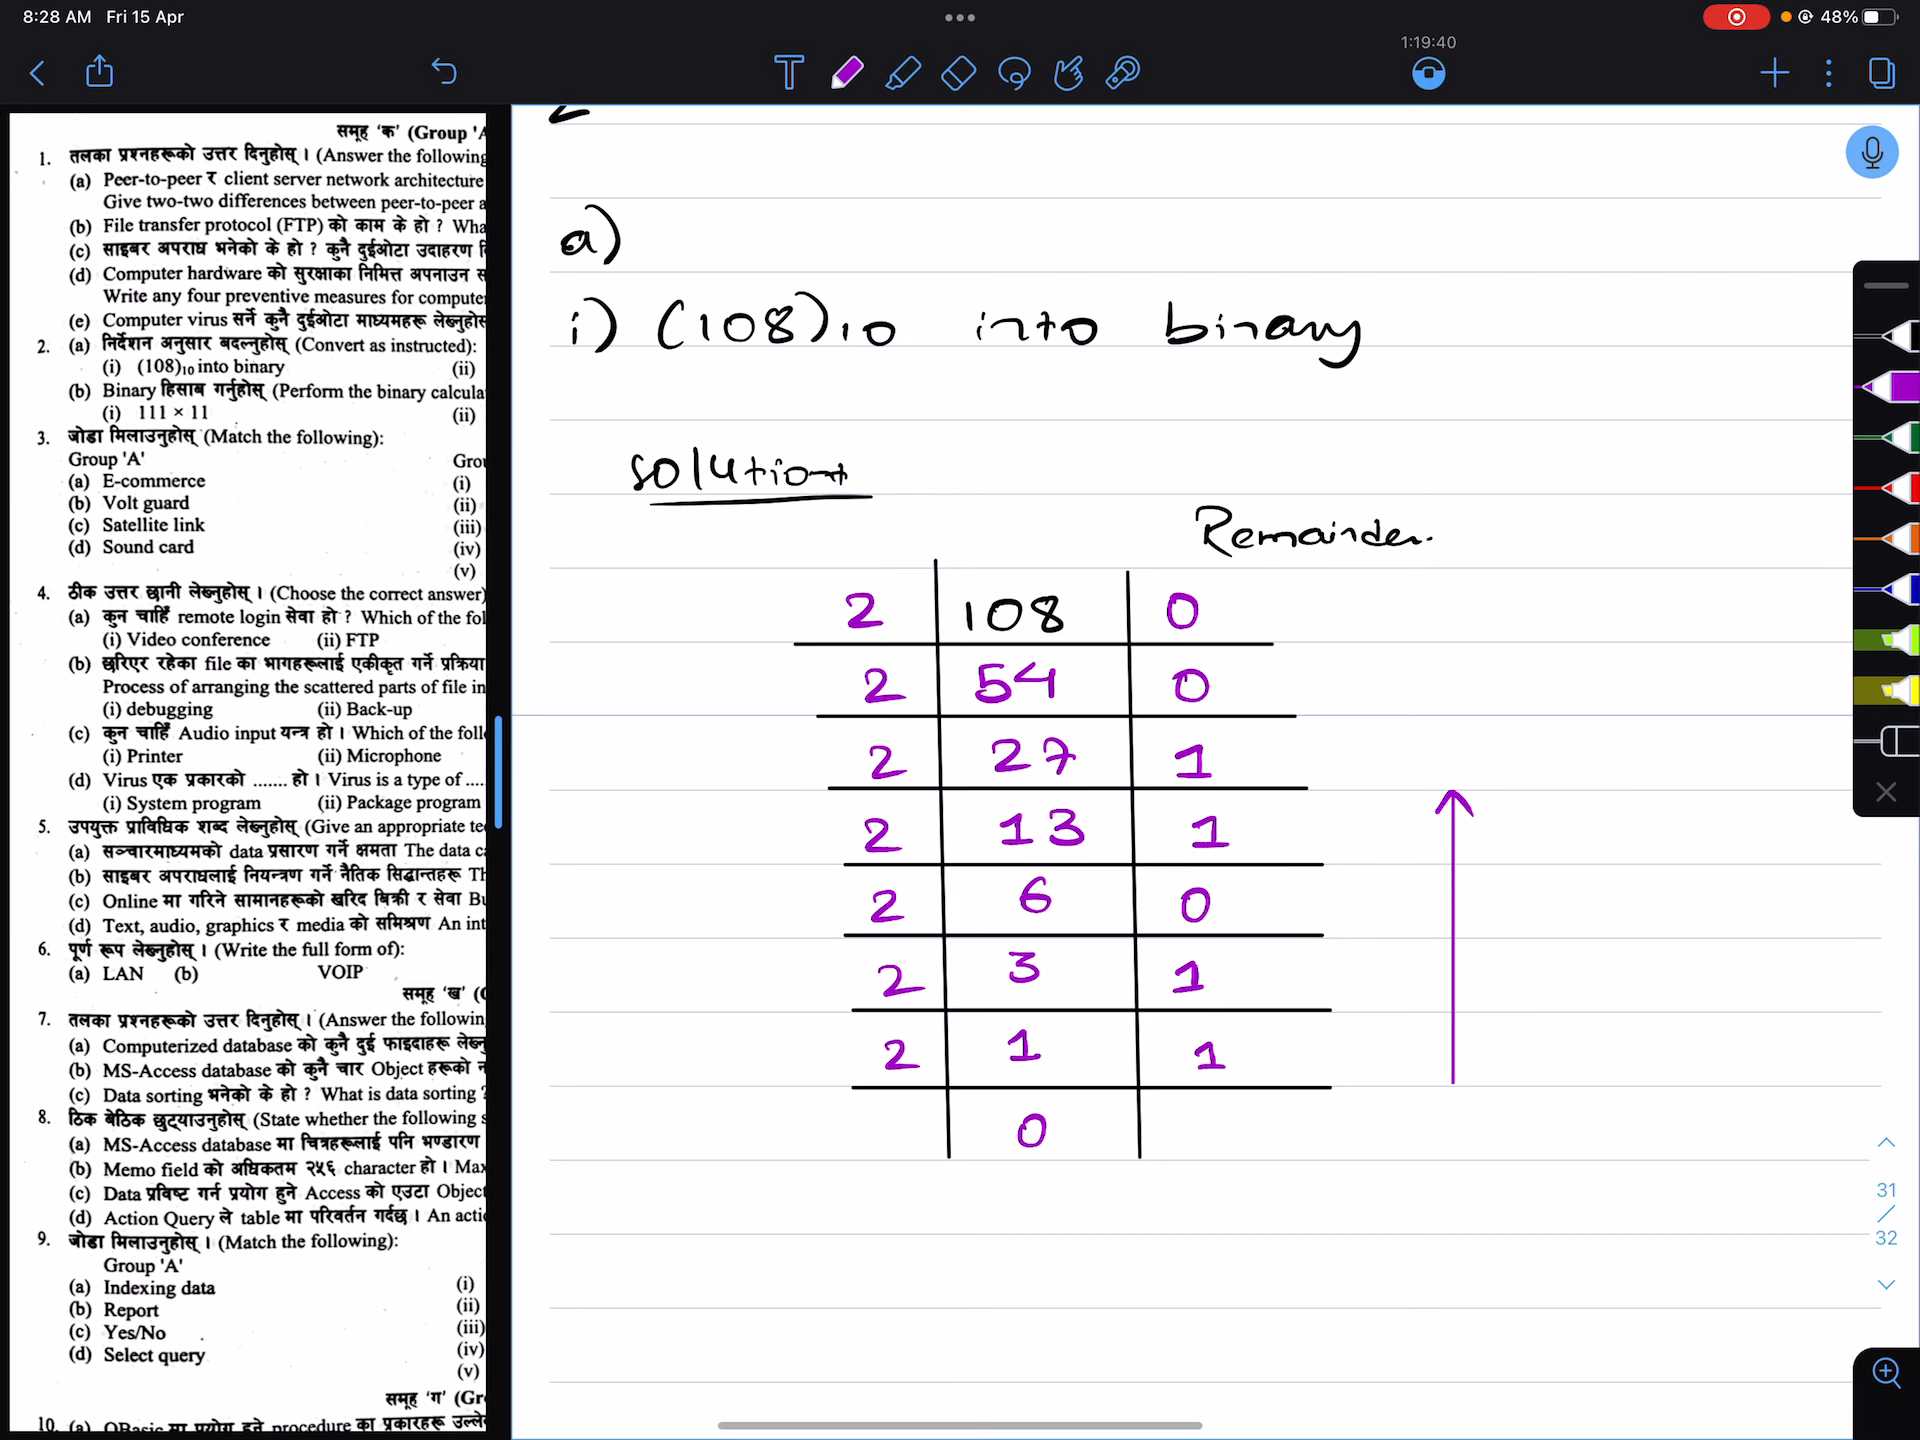 8:28 AM Fri 15 Apr
48%
1:19:40
समूह 'क' (Group 'A
1. तलका प्रश्नहरूको उत्तर दिनुहोस् । (Answer the following
(a) Peer-to-peer र client server network architecture
Give two-two differences between peer-to-peer a
(b) File transfer protocol (FTP) को काम के हो ? Wha
(c) साइबर अपराध भनेको के हो ? कुनै दुईओटा उदाहरण दि
(d) Computer hardware को सुरक्षाका निमित्त अपनाउन स
Write any four preventive measures for compute
(e) Computer virus सर्ने कुनै दुईओटा माध्यमहरू लेख्नुहोस
2. (a) निर्देशन अनुसार बदल्नुहोस् (Convert as instructed):
(i) (108)₁₀ into binary (ii)
(b) Binary हिसाब गर्नुहोस् (Perform the binary calcula
(i) 111 × 11 (ii)
3. जोडा मिलाउनुहोस् (Match the following):
Group 'A' Grou
(a) E-commerce (i)
(b) Volt guard (ii)
(c) Satellite link (iii)
(d) Sound card (iv)
(v)
4. ठीक उत्तर छानी लेख्नुहोस् । (Choose the correct answer)
(a) कुन चाहिँ remote login सेवा हो ? Which of the fol
(i) Video conference (ii) FTP
(b) छरिएर रहेका file का भागहरूलाई एकीकृत गर्ने प्रक्रिया
Process of arranging the scattered parts of file in
(i) debugging (ii) Back-up
(c) कुन चाहिँ Audio input यन्त्र हो । Which of the foll
(i) Printer (ii) Microphone
(d) Virus एक प्रकारको ....... हो । Virus is a type of ....
(i) System program (ii) Package program
5. उपयुक्त प्राविधिक शब्द लेख्नुहोस् (Give an appropriate te
(a) सञ्चारमाध्यमको data प्रसारण गर्ने क्षमता The data c
(b) साइबर अपराधलाई नियन्त्रण गर्ने नैतिक सिद्धान्तहरू Th
(c) Online मा गरिने सामानहरूको खरिद बिक्री र सेवा Bu
(d) Text, audio, graphics र media को समिश्रण An int
6. पूर्ण रूप लेख्नुहोस् । (Write the full form of):
(a) LAN (b) VOIP
समूह 'ख' (
7. तलका प्रश्नहरूको उत्तर दिनुहोस् । (Answer the followin
(a) Computerized database को कुनै दुई फाइदाहरू लेख्नु
(b) MS-Access database को कुनै चार Object हरूको न
(c) Data sorting भनेको के हो ? What is data sorting ?
8. ठिक बेठिक छुट्याउनुहोस् (State whether the following s
(a) MS-Access database मा चित्रहरूलाई पनि भण्डारण
(b) Memo field को अधिकतम २५६ character हो । Max
(c) Data प्रविष्ट गर्न प्रयोग हुने Access को एउटा Object
(d) Action Query ले table मा परिवर्तन गर्दछ । An acti
9. जोडा मिलाउनुहोस् । (Match the following):
Group 'A'
(a) Indexing data (i)
(b) Report (ii)
(c) Yes/No (iii)
(d) Select query (iv)
(v)
समूह 'ग' (Gr
10. (a) QBasic मा प्रयोग हुने procedure का प्रकारहरू उल्ले
a)
i) (108)₁₀ into binary
solution
Remainder.
2 108 0
2 54 0
2 27 1
2 13 1
2 6 0
2 3 1
2 1 1
0
31
/
32